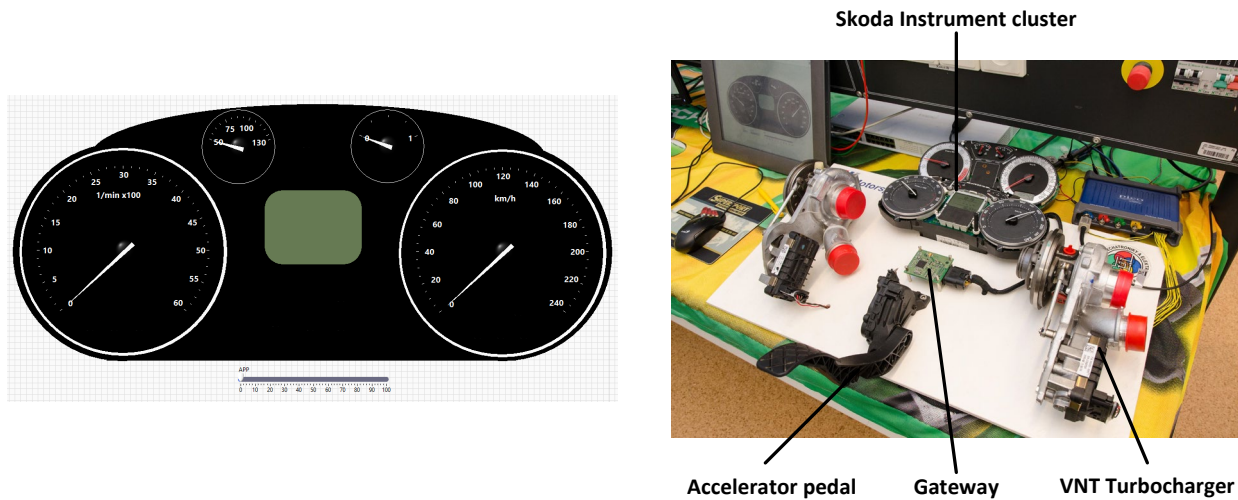 Skoda Instrument cluster
75 100
50 130
0 1
1/min x100
0 5 10 15 20 25 30 35 40 45 50 55 60
km/h
0 20 40 60 80 100 120 140 160 180 200 220 240
APP
0 10 20 30 40 50 60 70 80 90 100
Motors
Accelerator pedal
Gateway
VNT Turbocharger